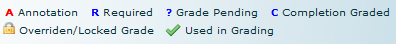 A Annotation R Required ? Grade Pending C Completion Graded
Overriden/Locked Grade Used in Grading